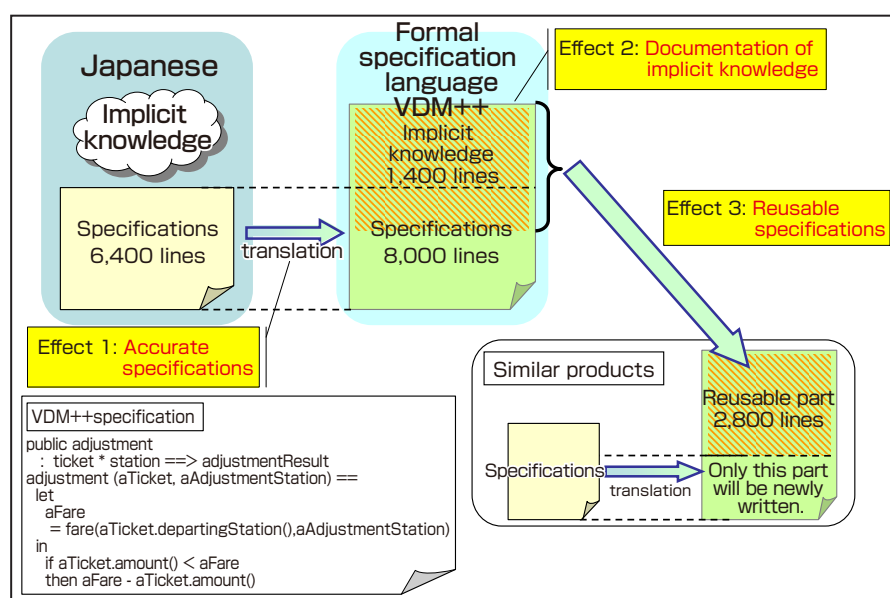 Japanese
Implicit
knowledge
Specifications
6,400 lines
translation
Formal
specification
language
VDM++
Implicit
knowledge
1,400 lines
Specifications
8,000 lines
Effect 2: Documentation of
implicit knowledge
Effect 3: Reusable
specifications
Effect 1: Accurate
specifications
Similar products
Specifications
translation
Reusable part
2,800 lines
Only this part
will be newly
written.
VDM++specification
public adjustment
: ticket * station ==> adjustmentResult
adjustment (aTicket, aAdjustmentStation) ==
let
aFare
= fare(aTicket.departingStation(),aAdjustmentStation)
in
if aTicket.amount() < aFare
then aFare - aTicket.amount()